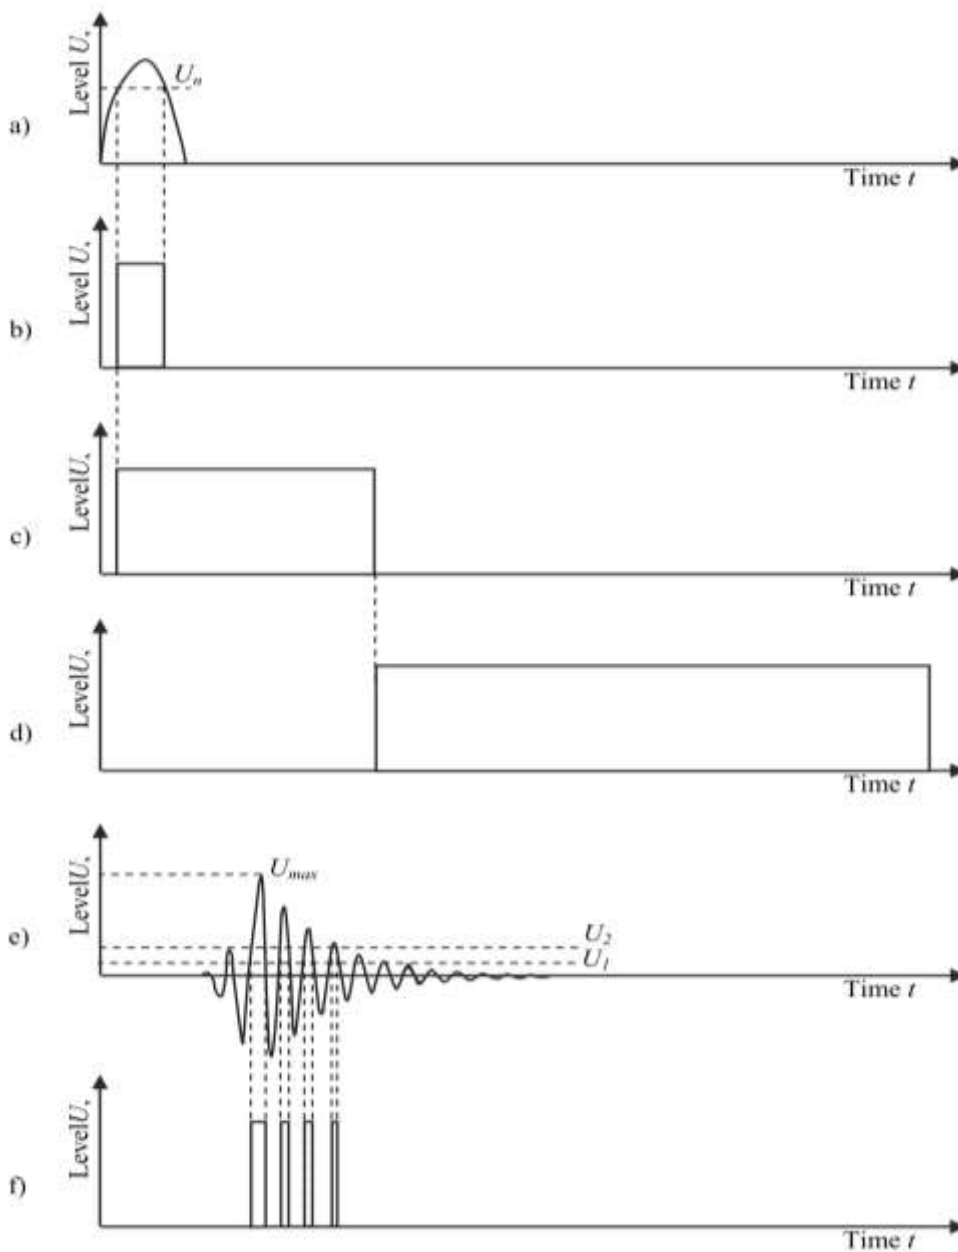 a)
Level U,
Un
Time t
b)
Level U,
Time t
c)
LevelU,
Time t
d)
LevelU,
Time t
e)
LevelU,
Umax
U2
U1
Time t
f)
LevelU,
Time t